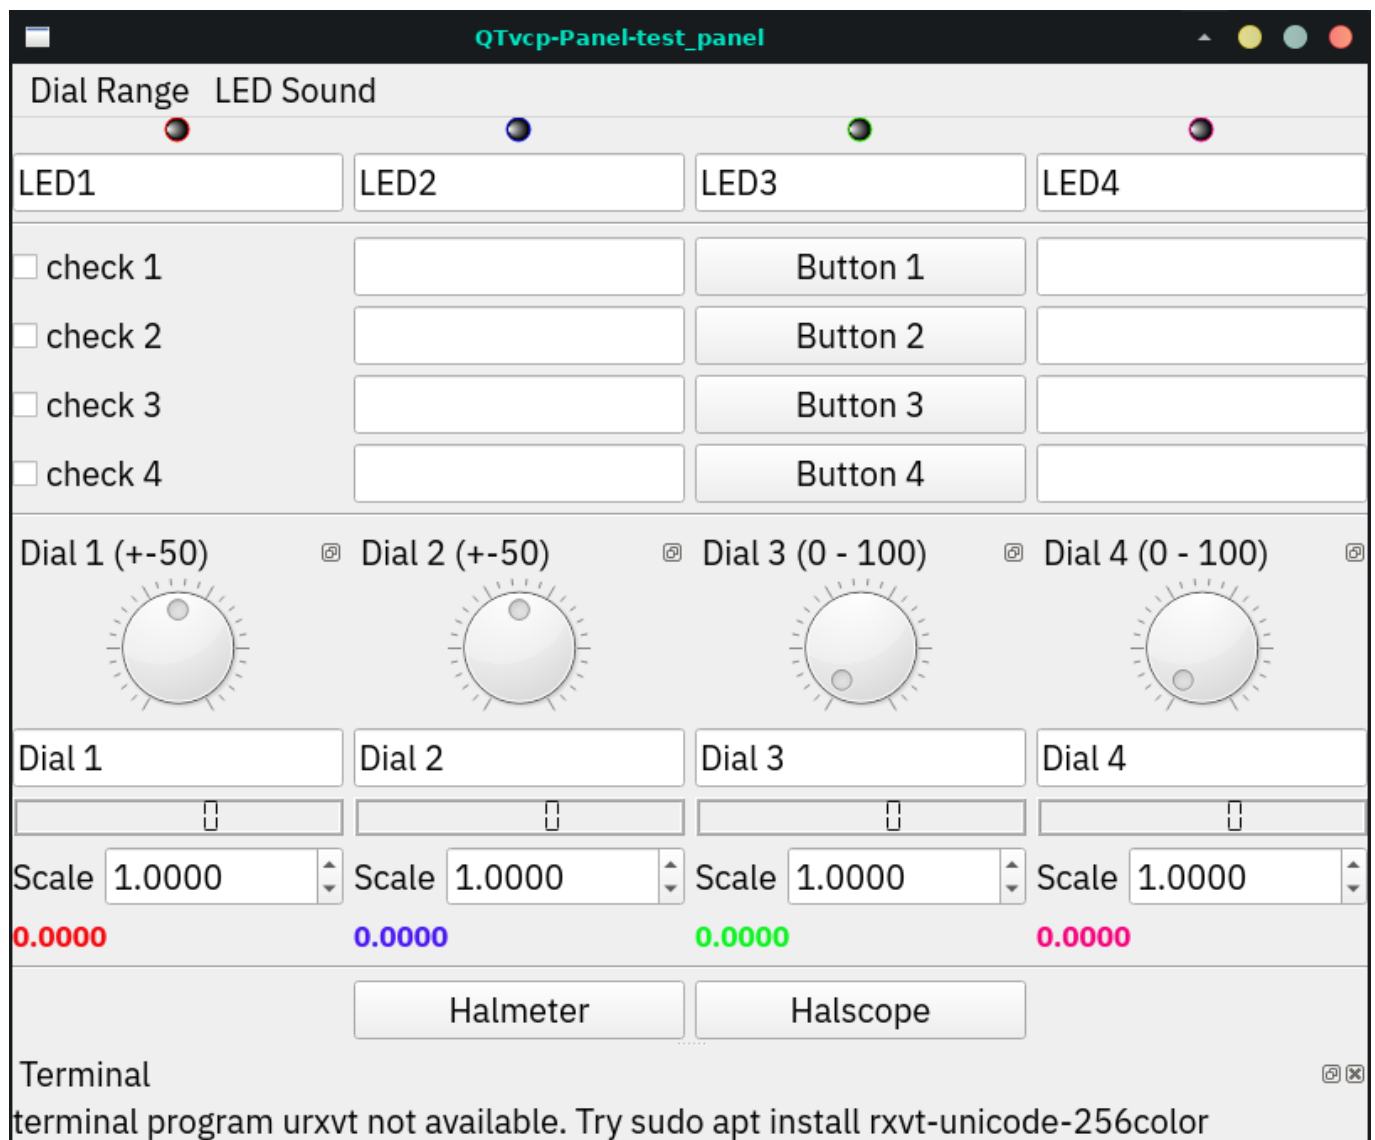 QTvcp-Panel-test_panel
Dial Range LED Sound
LED1 LED2 LED3 LED4
check 1 Button 1
check 2 Button 2
check 3 Button 3
check 4 Button 4
Dial 1 (+-50) Dial 2 (+-50) Dial 3 (0 - 100) Dial 4 (0 - 100)
Dial 1 Dial 2 Dial 3 Dial 4
0 0 0 0
Scale 1.0000 Scale 1.0000 Scale 1.0000 Scale 1.0000
0.0000 0.0000 0.0000 0.0000
Halmeter Halscope
Terminal
terminal program urxvt not available. Try sudo apt install rxvt-unicode-256color